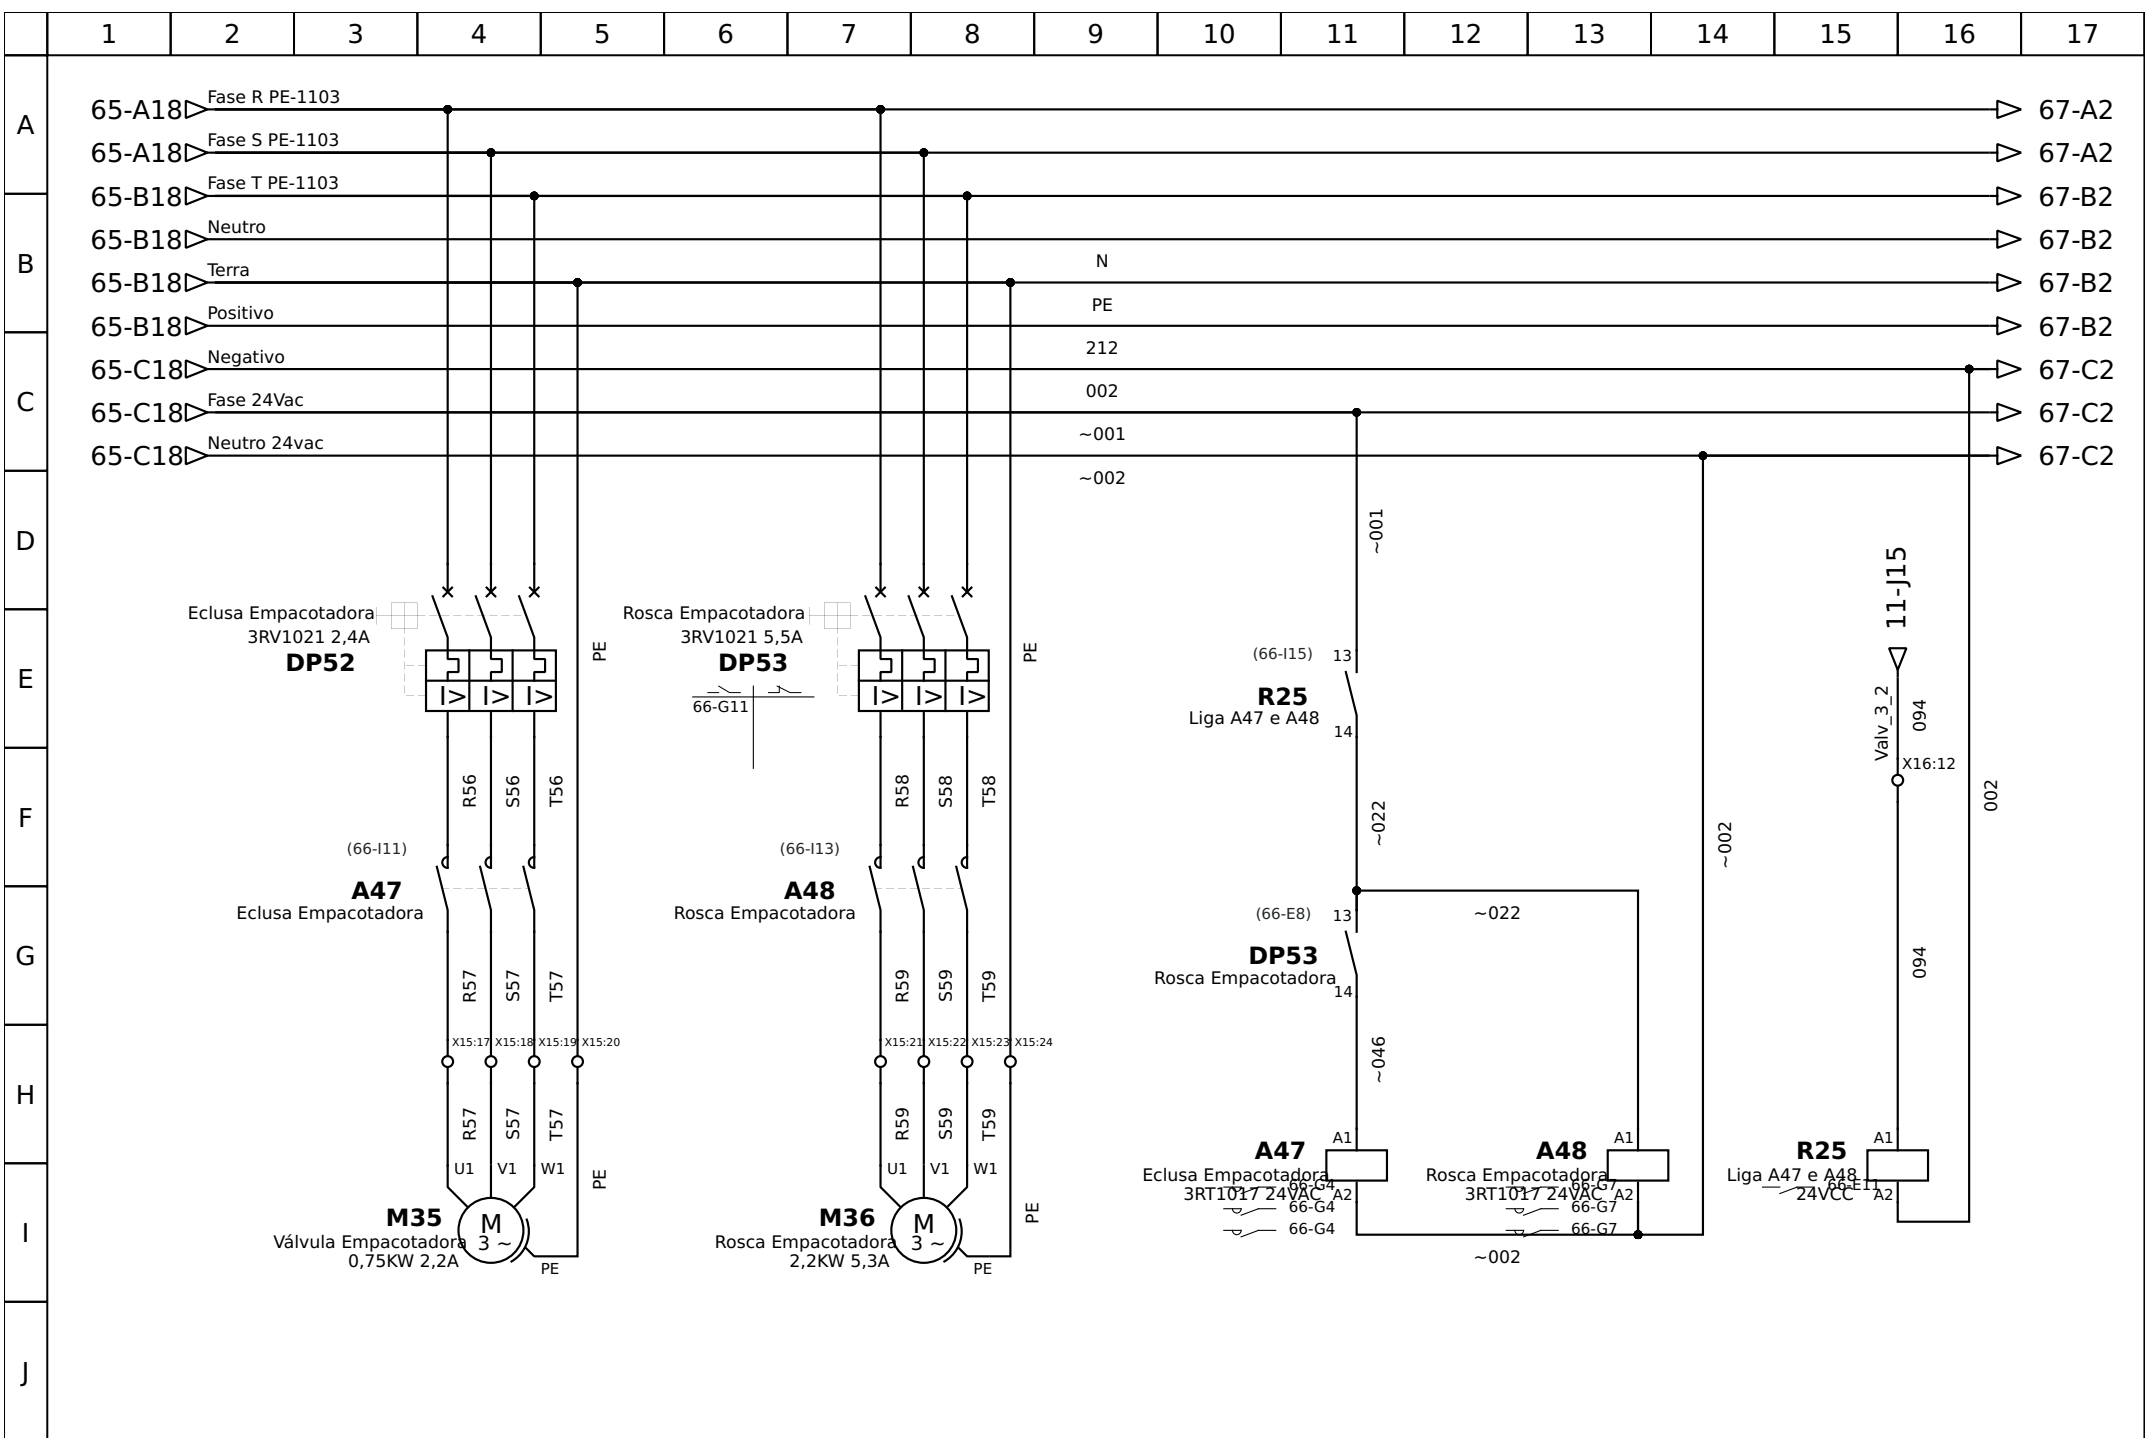 1 2 3 4 5 6 7 8 9 10 11 12 13 14 15 16 17
A
65-A18 Fase R PE-1103 67-A2
65-A18 Fase S PE-1103 67-A2
65-B18 Fase T PE-1103 67-B2
B
65-B18 Neutro 67-B2
N
65-B18 Terra 67-B2
PE
65-B18 Positivo 67-B2
212
C
65-C18 Negativo 67-C2
002
65-C18 Fase 24Vac 67-C2
~001
65-C18 Neutro 24vac 67-C2
~002
D
~001
11-J15
E
Eclusa Empacotadora
3RV1021 2,4A
DP52
PE
Rosca Empacotadora
3RV1021 5,5A
DP53
66-G11
PE
I> I> I>
I> I> I>
(66-I15) 13
R25
Liga A47 e A48
14
Valv_3_2
094
X16:12
F
R56 S56 T56
R58 S58 T58
~022
~002
002
(66-I11)
A47
Eclusa Empacotadora
(66-I13)
A48
Rosca Empacotadora
~022
G
(66-E8) 13
DP53
Rosca Empacotadora
14
094
R57 S57 T57
R59 S59 T59
X15:17 X15:18 X15:19 X15:20
X15:21 X15:22 X15:23 X15:24
~046
H
R57 S57 T57
R59 S59 T59
U1 V1 W1 PE
U1 V1 W1 PE
A47 A1
Eclusa Empacotadora
66-G4
3RT1017 24VAC A2
66-G4
66-G4
A48 A1
Rosca Empacotadora
66-G7
3RT1017 24VAC A2
66-G7
66-G7
R25 A1
Liga A47 e A48
66-E11
24VCC A2
I
M35
Válvula Empacotadora
0,75KW 2,2A
M
3 ~
PE
M36
Rosca Empacotadora
2,2KW 5,3A
M
3 ~
PE
~002
J